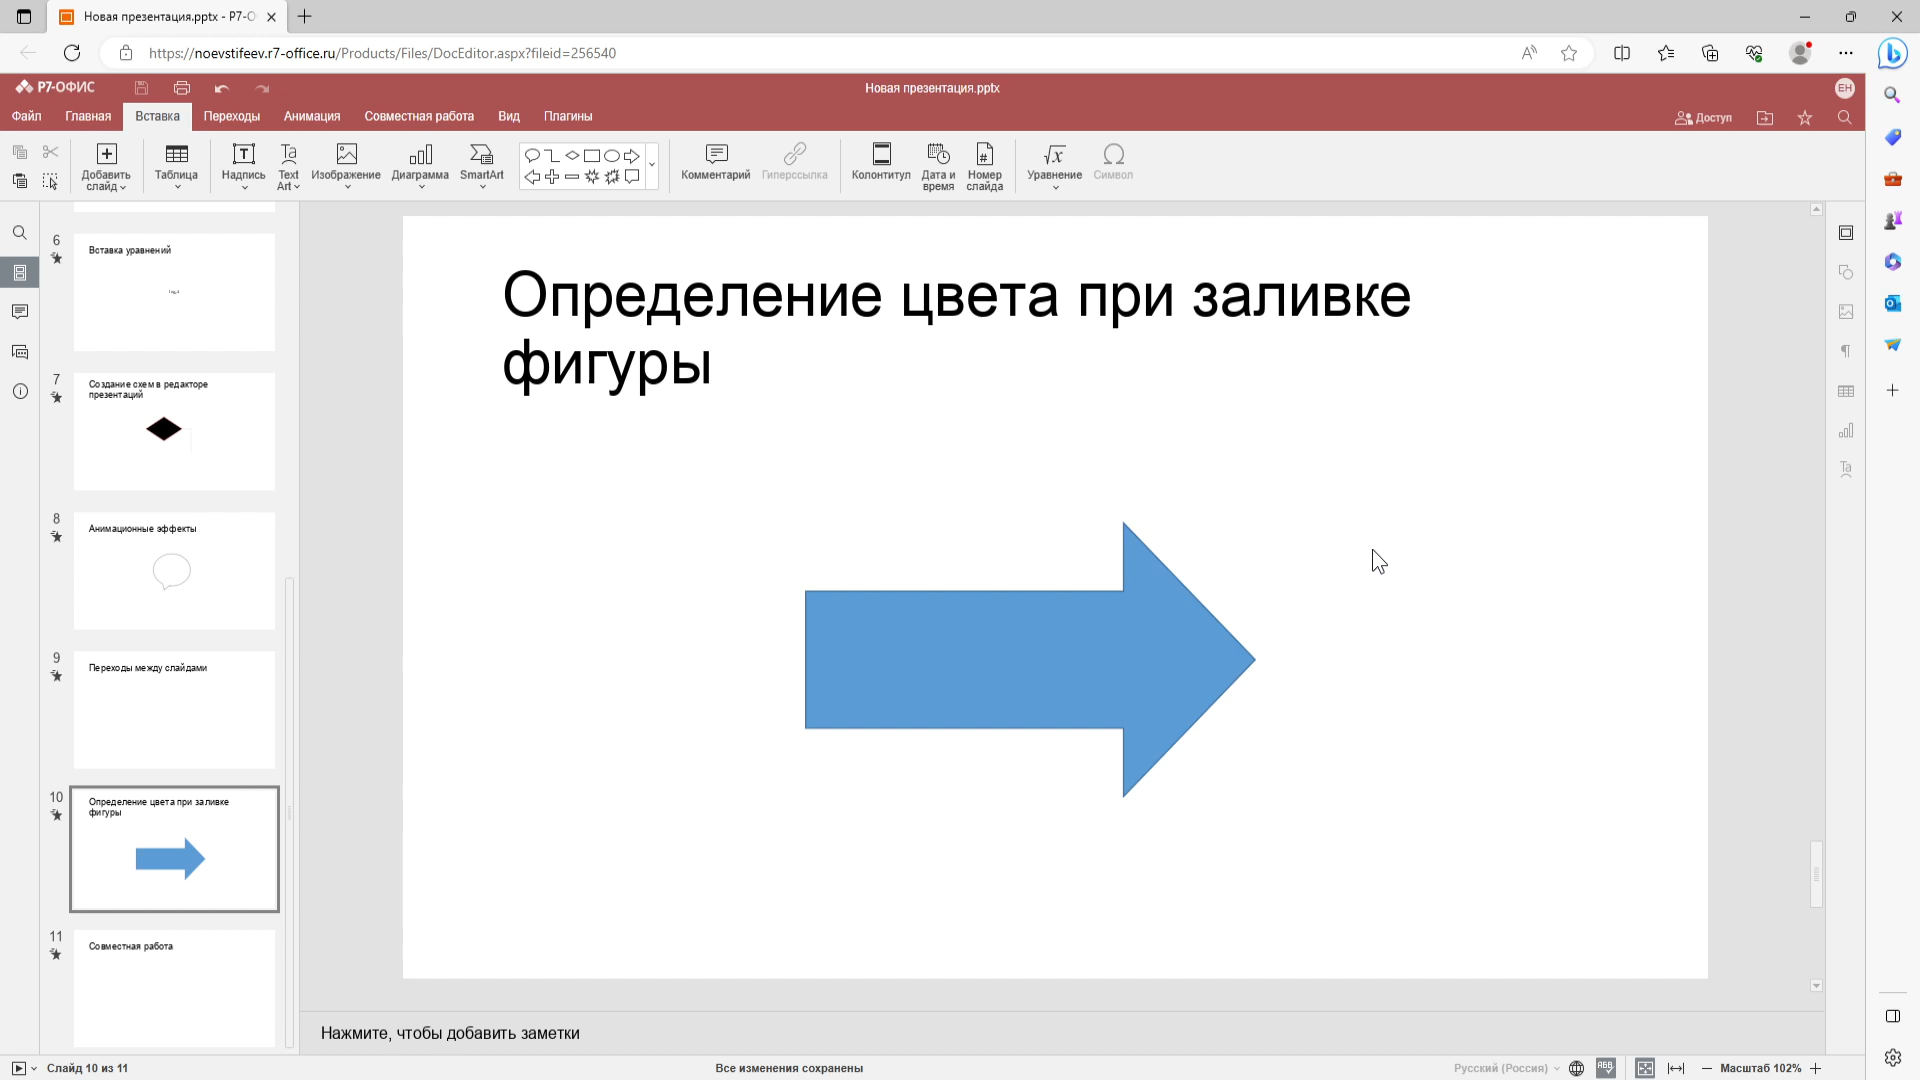 Новая презентация.pptx - Р7-О
https://noevstifeev.r7-office.ru/Products/Files/DocEditor.aspx?fileid=256540
Р7-ОФИС
Новая презентация.pptx
ЕН
Файл Главная Вставка Переходы Анимация Совместная работа Вид Плагины
Доступ
Добавить слайд
Таблица
Надпись
Text Art
Изображение
Диаграмма
SmartArt
Комментарий
Гиперссылка
Колонтитул
Дата и время
Номер слайда
Уравнение
Символ
6
Вставка уравнений
7
Создание схем в редакторе
презентаций
8
Анимационные эффекты
9
Переходы между слайдами
10
Определение цвета при заливке
фигуры
11
Совместная работа
Определение цвета при заливке
фигуры
Нажмите, чтобы добавить заметки
Слайд 10 из 11
Все изменения сохранены
Русский (Россия)
Масштаб 102%